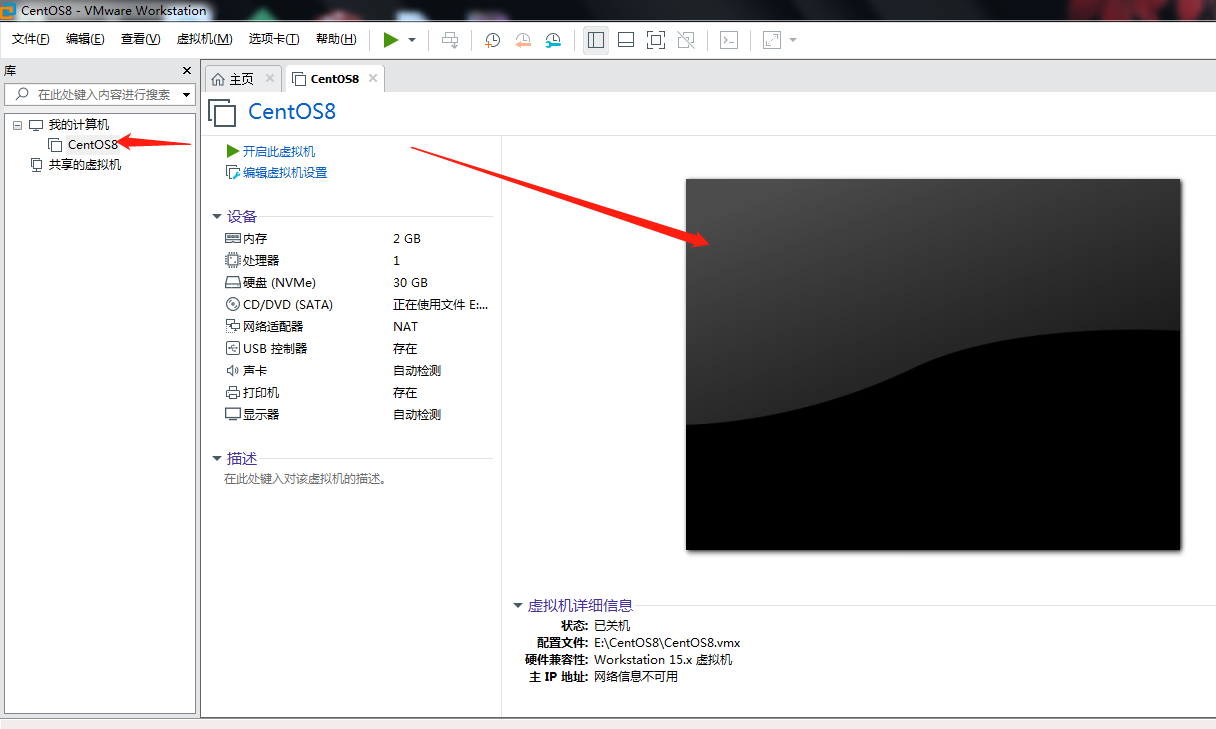 CentOS8 - VMware Workstation
文件(F) 编辑(E) 查看(V) 虚拟机(M) 选项卡(T) 帮助(H)
库
在此处键入内容进行搜索
我的计算机
CentOS8
共享的虚拟机
主页
CentOS8
CentOS8
开启此虚拟机
编辑虚拟机设置
设备
内存 2 GB
处理器 1
硬盘 (NVMe) 30 GB
CD/DVD (SATA) 正在使用文件 E:...
网络适配器 NAT
USB 控制器 存在
声卡 自动检测
打印机 存在
显示器 自动检测
描述
在此处键入对该虚拟机的描述。
虚拟机详细信息
状态: 已关机
配置文件: E:\CentOS8\CentOS8.vmx
硬件兼容性: Workstation 15.x 虚拟机
主 IP 地址: 网络信息不可用